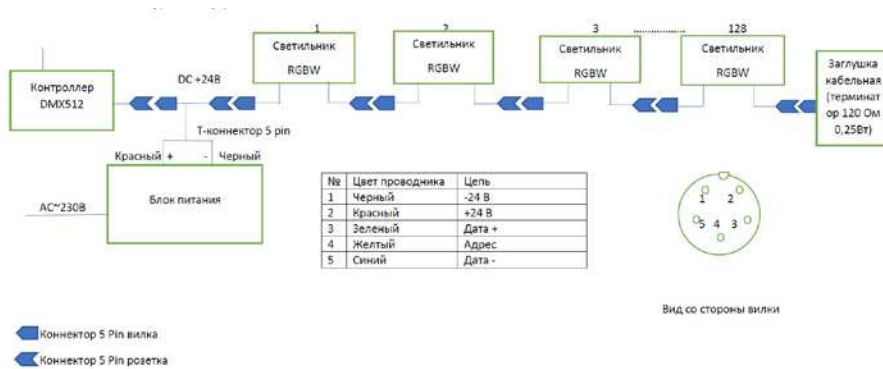 1 2 3 ............. 128
Светильник RGBW
Светильник RGBW
Светильник RGBW
Светильник RGBW
Контроллер
DMX512
DC +24В
Заглушка
кабельная
(терминат
ор 120 Ом
0,25Вт)
Т-коннектор 5 pin
Красный + - Черный
Блок питания
AC~230В
№ Цвет проводника Цепь
1 Черный -24 В
2 Красный +24 В
3 Зеленый Дата +
4 Желтый Адрес
5 Синий Дата -
1 2
5 4 3
Вид со стороны вилки
Коннектор 5 Pin вилка
Коннектор 5 Pin розетка